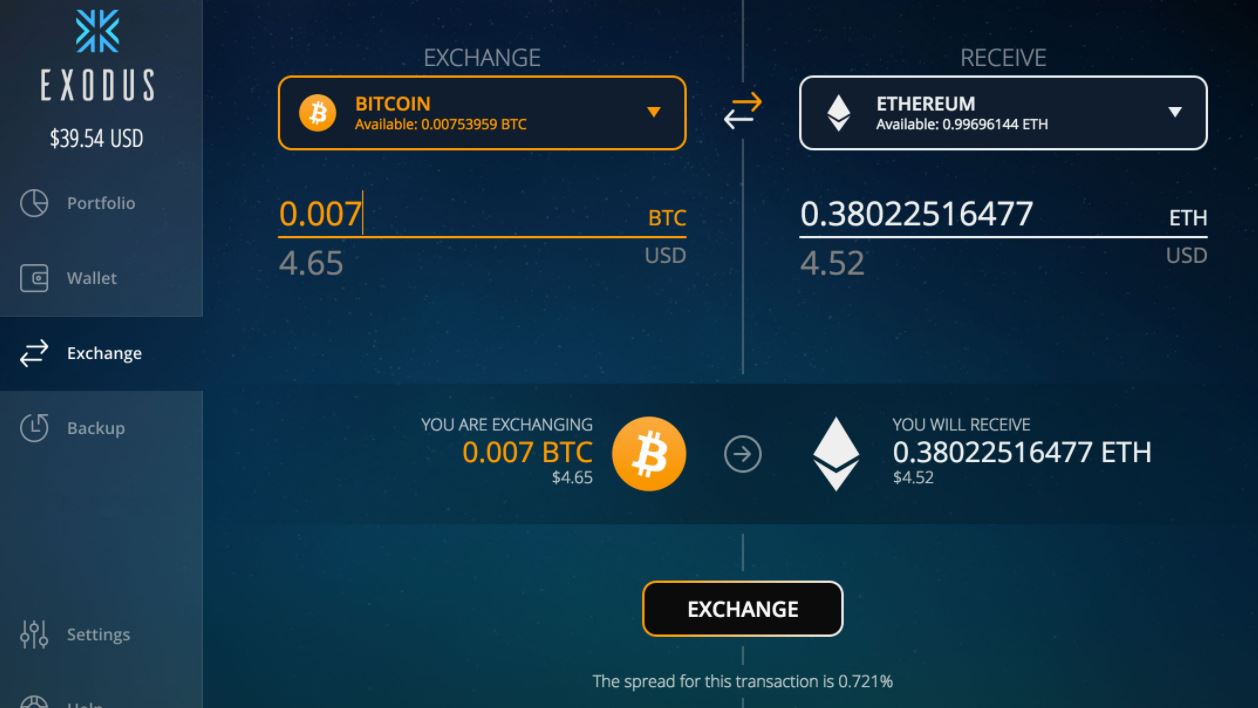 EXODUS
$39.54 USD
Portfolio
Wallet
Exchange
Backup
Settings
Help
EXCHANGE
BITCOIN
Available: 0.00753959 BTC
0.007 BTC
4.65 USD
RECEIVE
ETHEREUM
Available: 0.99696144 ETH
0.38022516477 ETH
4.52 USD
YOU ARE EXCHANGING
0.007 BTC
$4.65
YOU WILL RECEIVE
0.38022516477 ETH
$4.52
EXCHANGE
The spread for this transaction is 0.721%